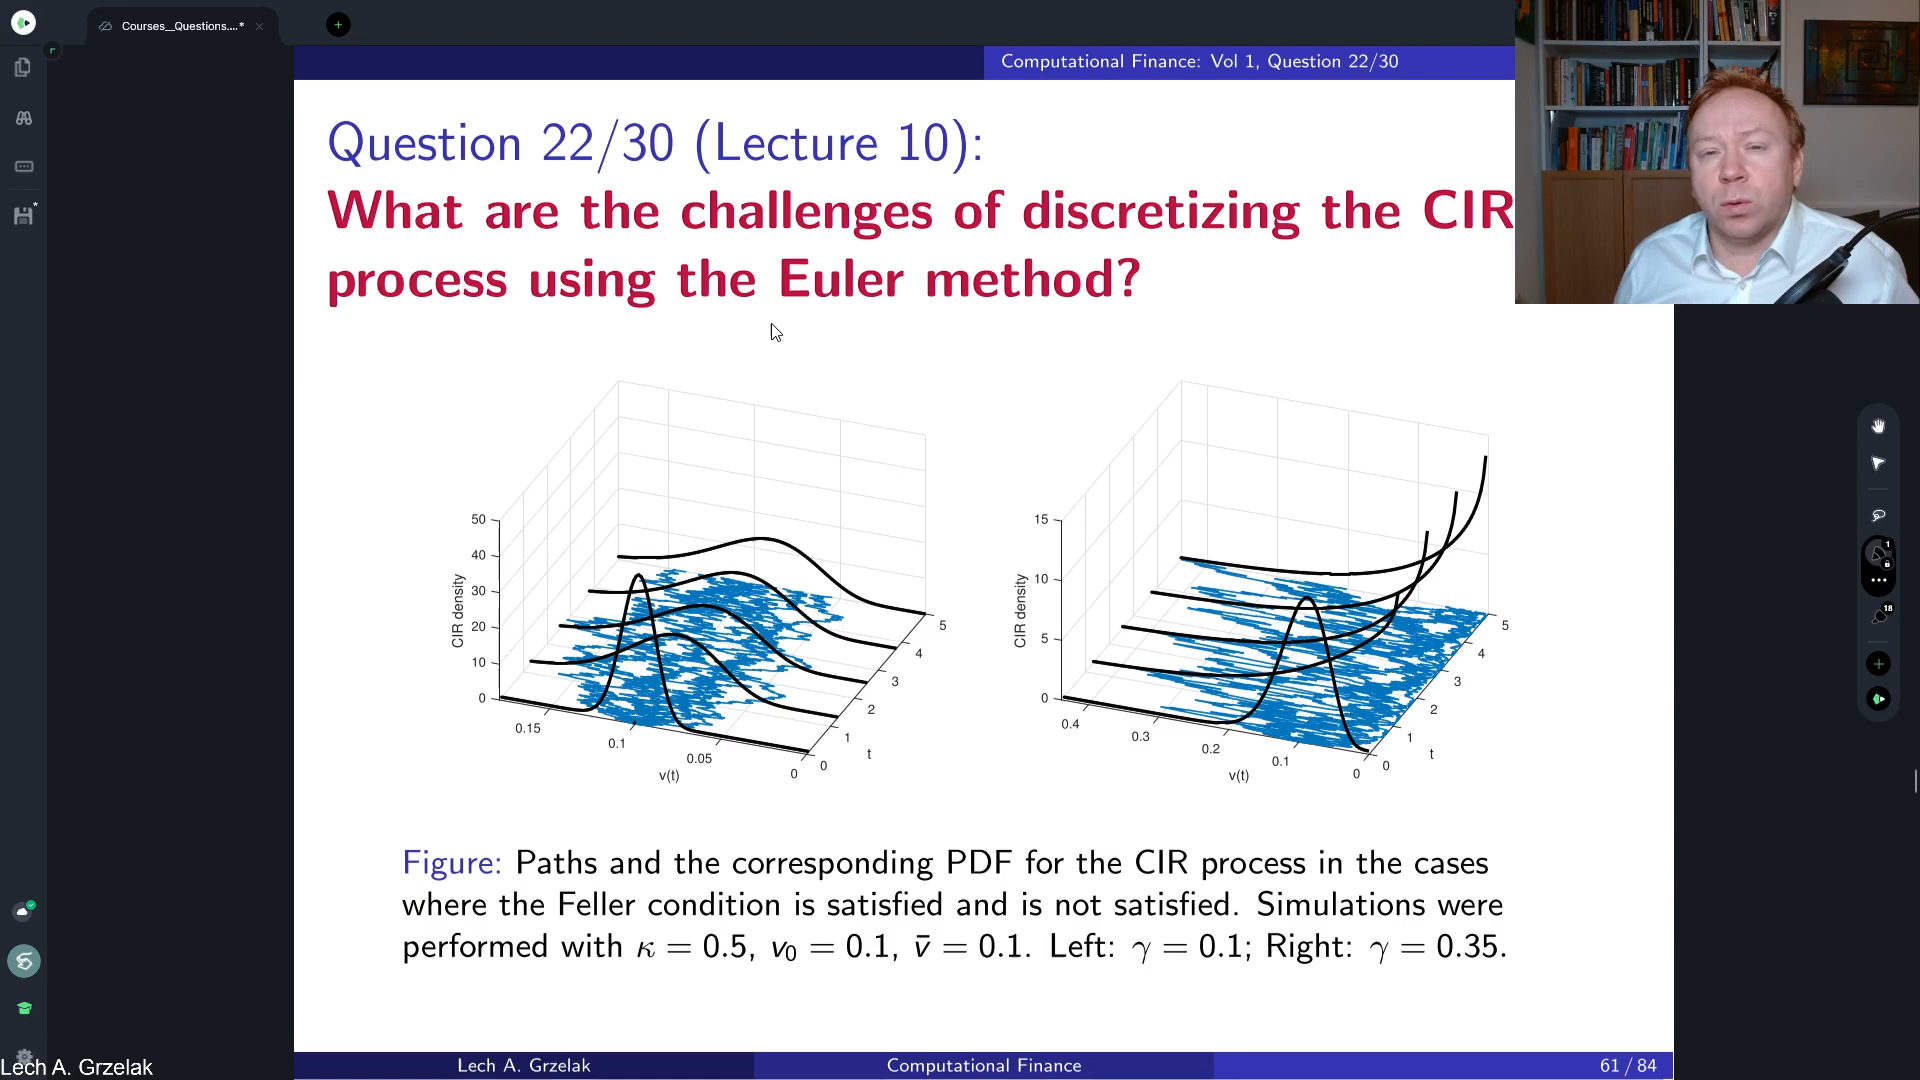 Courses__Questions....*
Computational Finance: Vol 1, Question 22/30
Question 22/30 (Lecture 10):
What are the challenges of discretizing the CIR
process using the Euler method?
50
40
30
20
10
0
CIR density
0.15
0.1
0.05
0
v(t)
0
1
2
3
4
5
t
15
10
5
0
CIR density
0.4
0.3
0.2
0.1
0
v(t)
0
1
2
3
4
5
t
1
18
Figure: Paths and the corresponding PDF for the CIR process in the cases
where the Feller condition is satisfied and is not satisfied. Simulations were
performed with κ = 0.5, v₀ = 0.1, v̄ = 0.1. Left: γ = 0.1; Right: γ = 0.35.
Lech A. Grzelak
Computational Finance
61 / 84
Lech A. Grzelak